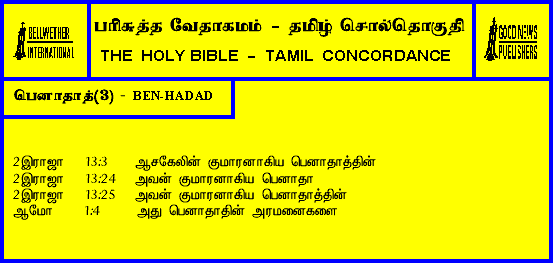 BELLWETHER
INTERNATIONAL
பரிசுத்த வேதாகமம் - தமிழ் சொல்தொகுதி
THE HOLY BIBLE - TAMIL CONCORDANCE
GOOD NEWS
PUBLISHERS
பெனாதாத்(3) - BEN-HADAD
2இராஜா 13:3 ஆசகேலின் குமாரனாகிய பெனாதாத்தின்
2இராஜா 13:24 அவன் குமாரனாகிய பெனாதா
2இராஜா 13:25 அவன் குமாரனாகிய பெனாதாத்தின்
ஆமோ 1:4 அது பெனாதாதின் அரமனைகளை